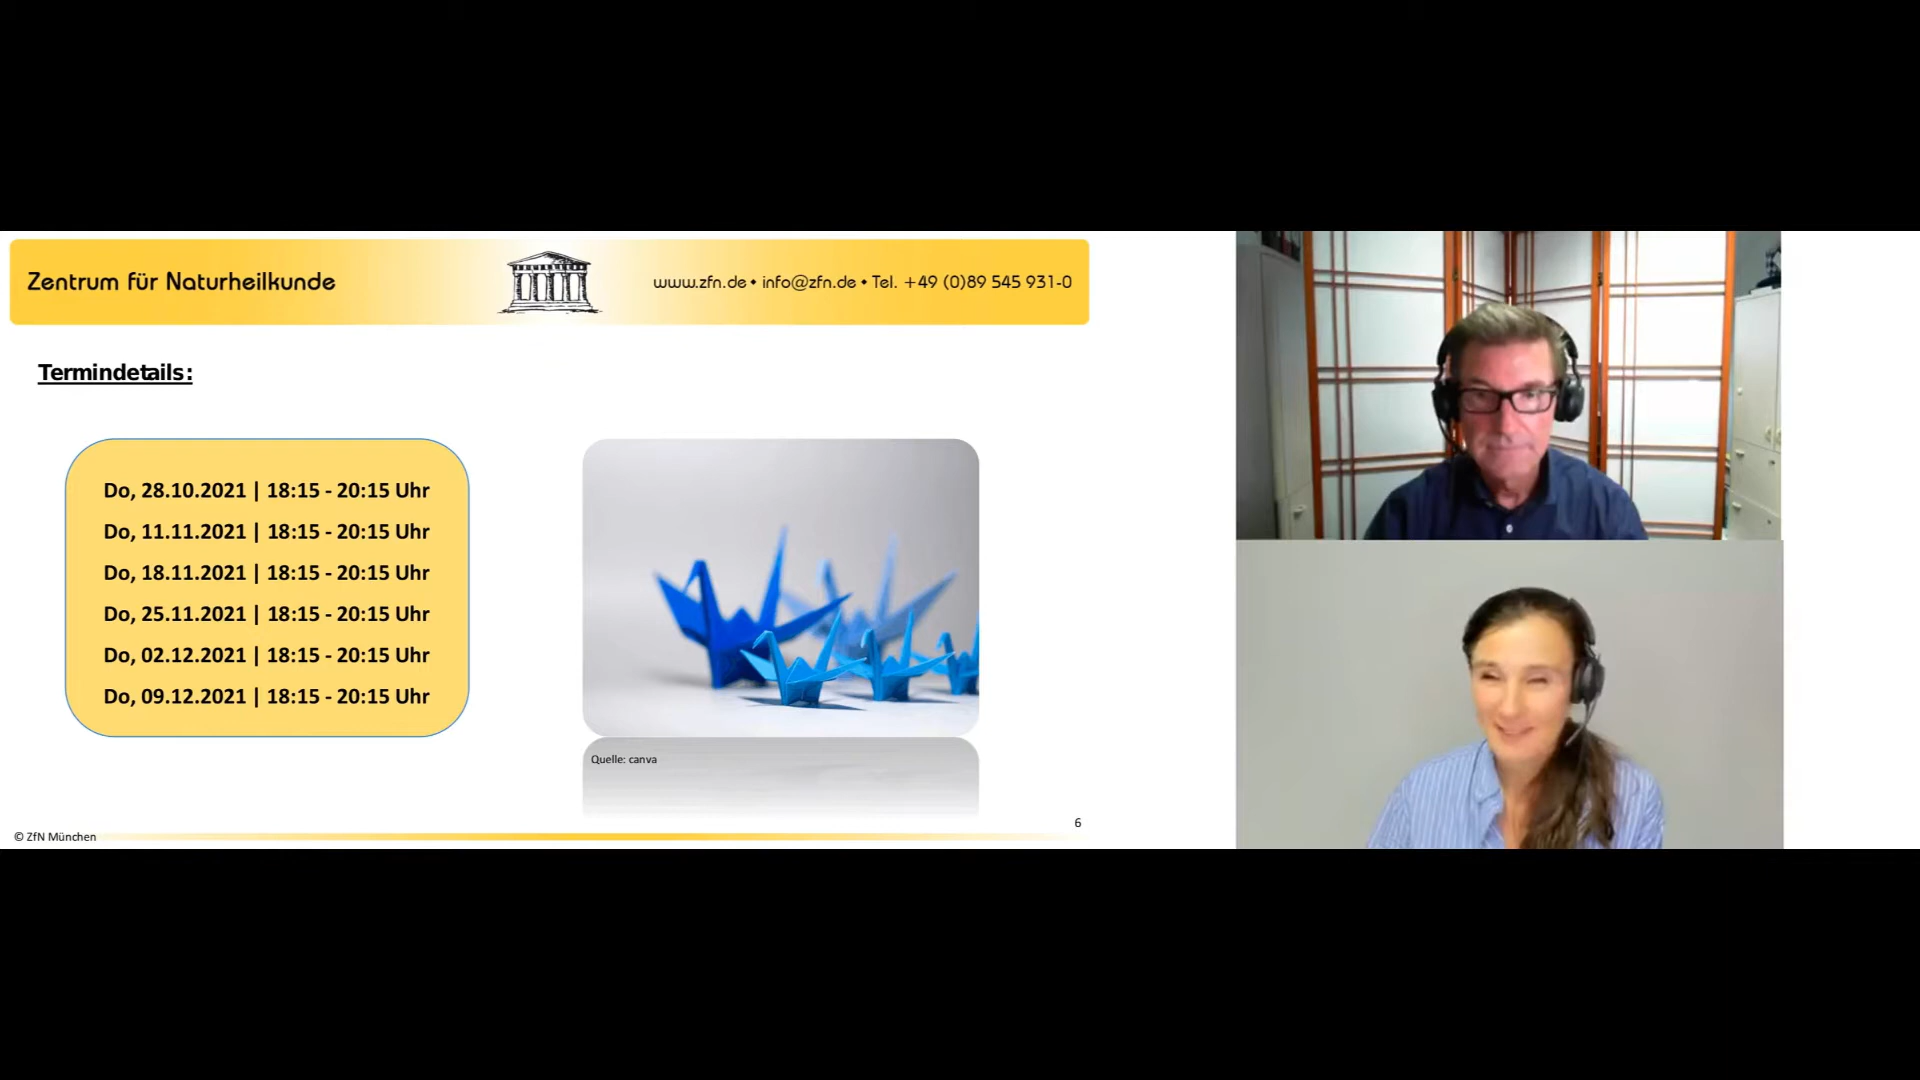 Zentrum für Naturheilkunde
www.zfn.de • info@zfn.de • Tel. +49 (0)89 545 931-0
Termindetails:
Do, 28.10.2021 | 18:15 - 20:15 Uhr
Do, 11.11.2021 | 18:15 - 20:15 Uhr
Do, 18.11.2021 | 18:15 - 20:15 Uhr
Do, 25.11.2021 | 18:15 - 20:15 Uhr
Do, 02.12.2021 | 18:15 - 20:15 Uhr
Do, 09.12.2021 | 18:15 - 20:15 Uhr
Quelle: canva
6
© ZfN München